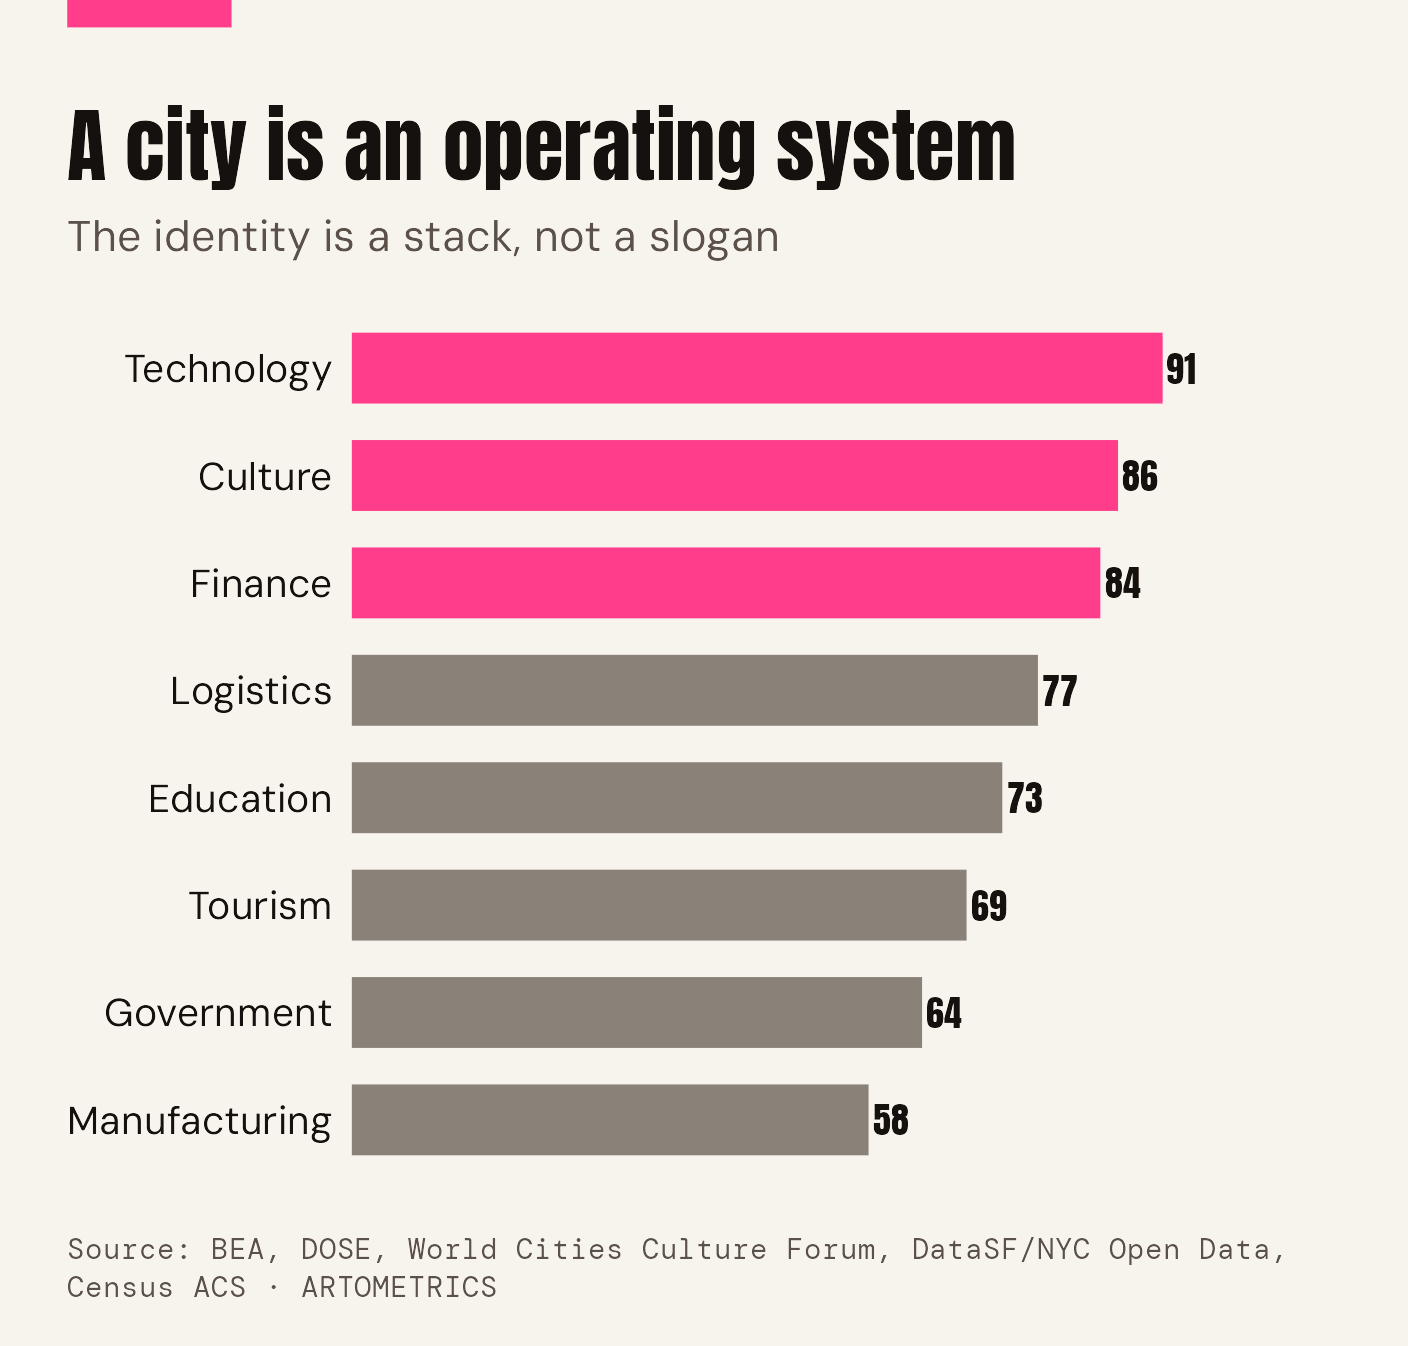 A city is an operating system
The identity is a stack, not a slogan
Technology 91
Culture 86
Finance 84
Logistics 77
Education 73
Tourism 69
Government 64
Manufacturing 58
Source: BEA, DOSE, World Cities Culture Forum, DataSF/NYC Open Data,
Census ACS · ARTOMETRICS